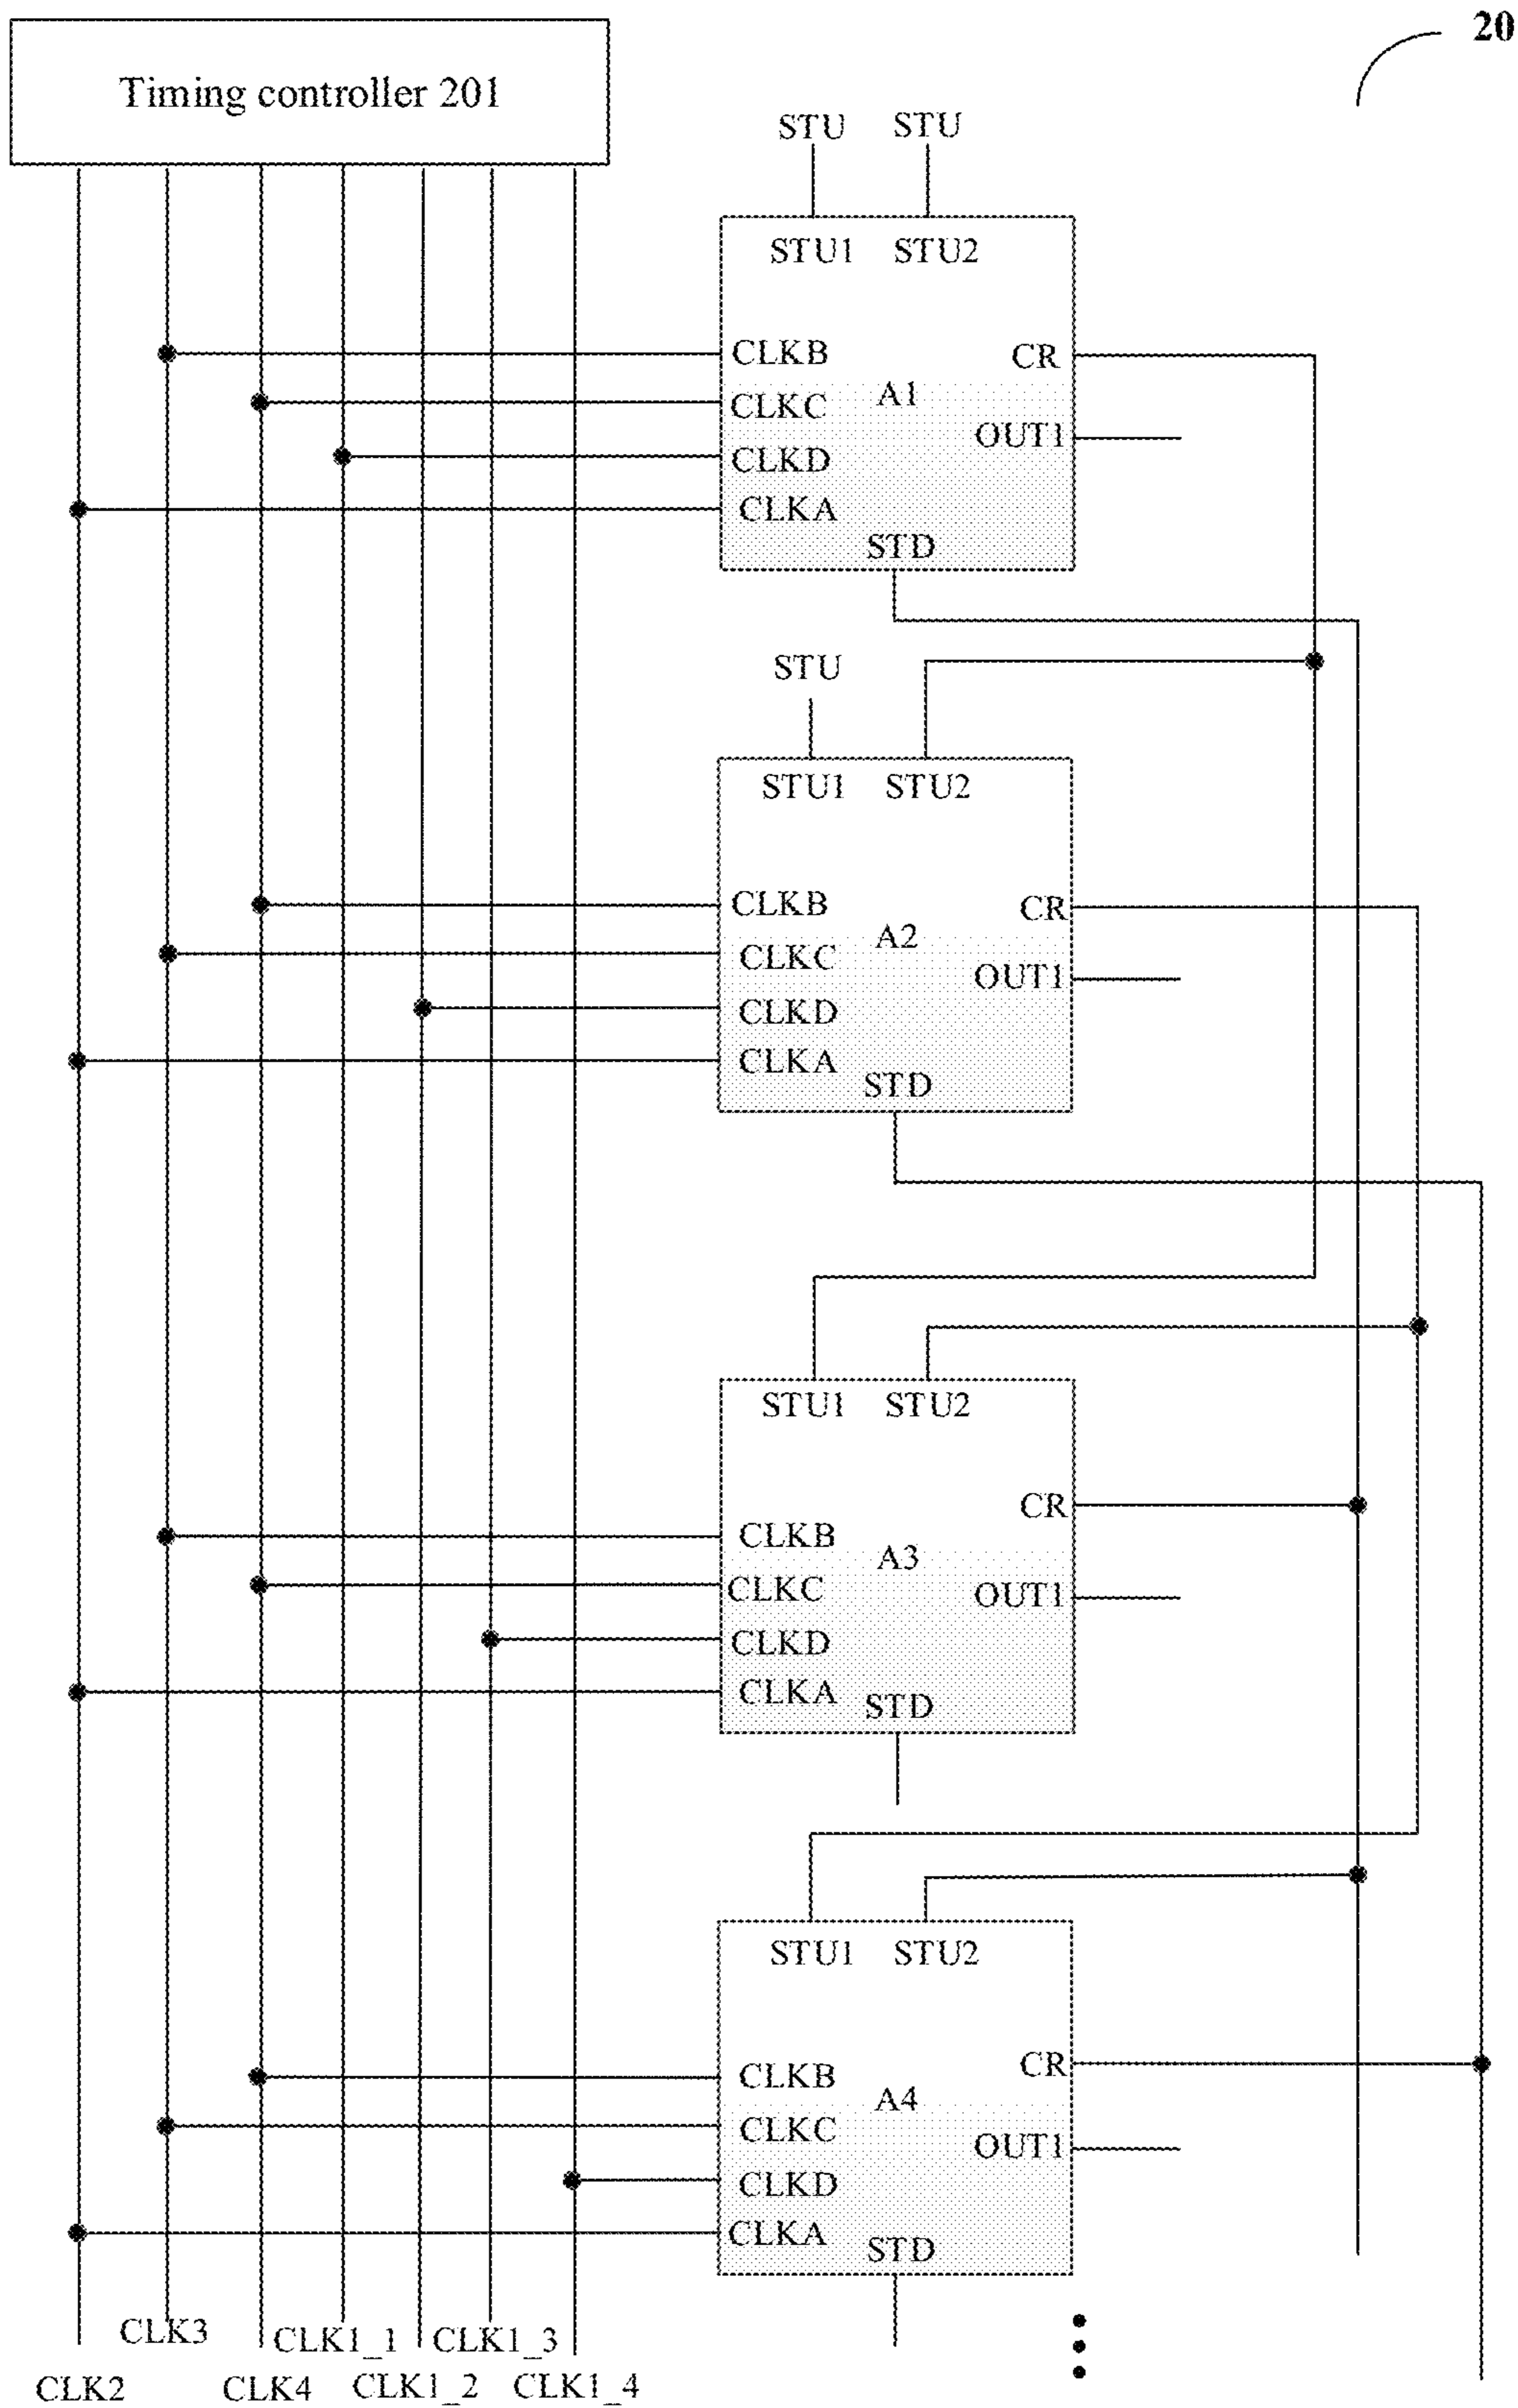 20
Timing controller 201
STU STU
STU1 STU2
CLKB CR
A1
CLKC
OUT1
CLKD
CLKA
STD
STU
STU1 STU2
CLKB CR
A2
CLKC
OUT1
CLKD
CLKA
STD
STU1 STU2
CR
CLKB
A3
CLKC
OUT1
CLKD
CLKA
STD
STU1 STU2
CR
CLKB
A4
CLKC
OUT1
CLKD
CLKA
STD
CLK3 CLK1_1 CLK1_3
CLK2 CLK4 CLK1_2 CLK1_4